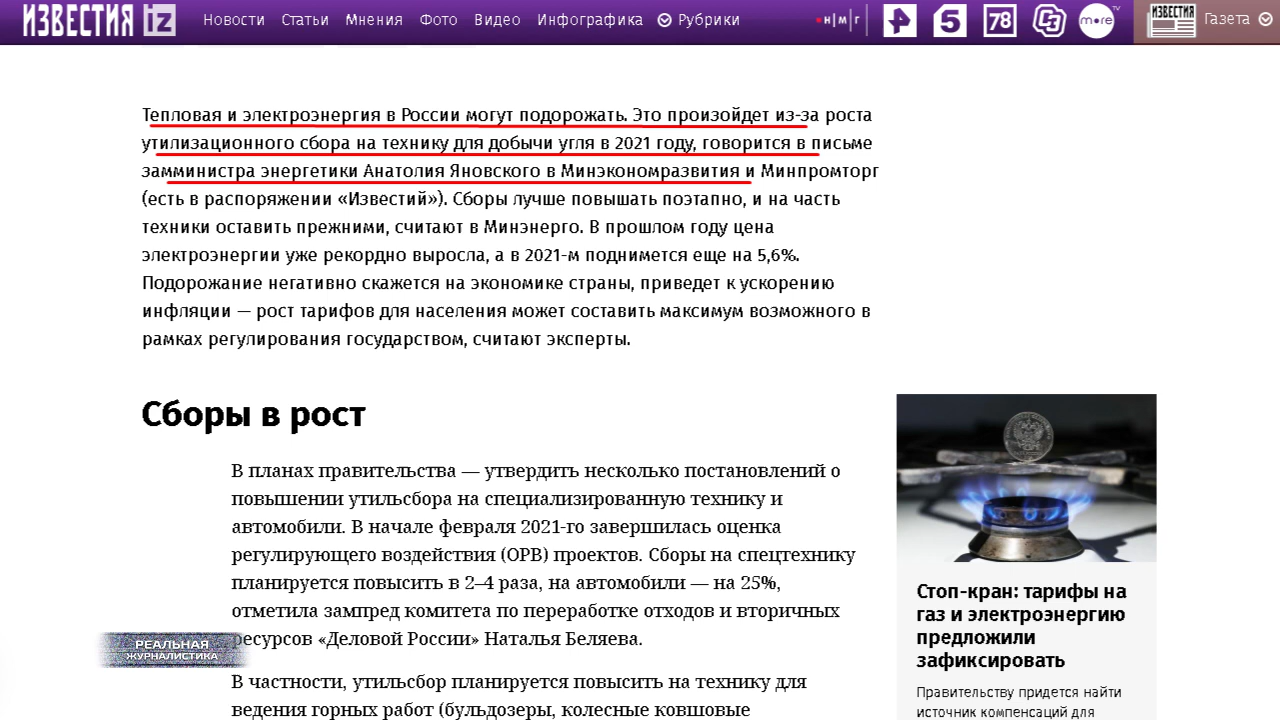 ИЗВЕСТИЯ iz Новости Статьи Мнения Фото Видео Инфографика Рубрики н|м|г 5 78 more TV ИЗВЕСТИЯ Газета
Тепловая и электроэнергия в России могут подорожать. Это произойдет из-за роста
утилизационного сбора на технику для добычи угля в 2021 году, говорится в письме
замминистра энергетики Анатолия Яновского в Минэкономразвития и Минпромторг
(есть в распоряжении «Известий»). Сборы лучше повышать поэтапно, и на часть
техники оставить прежними, считают в Минэнерго. В прошлом году цена
электроэнергии уже рекордно выросла, а в 2021-м поднимется еще на 5,6%.
Подорожание негативно скажется на экономике страны, приведет к ускорению
инфляции — рост тарифов для населения может составить максимум возможного в
рамках регулирования государством, считают эксперты.
Сборы в рост
В планах правительства — утвердить несколько постановлений о
повышении утильсбора на специализированную технику и
автомобили. В начале февраля 2021-го завершилась оценка
регулирующего воздействия (ОРВ) проектов. Сборы на спецтехнику
планируется повысить в 2–4 раза, на автомобили — на 25%,
отметила зампред комитета по переработке отходов и вторичных
ресурсов «Деловой России» Наталья Беляева.
В частности, утильсбор планируется повысить на технику для
ведения горных работ (бульдозеры, колесные ковшовые
Стоп-кран: тарифы на
газ и электроэнергию
предложили
зафиксировать
Правительству придется найти
источник компенсаций для
РЕАЛЬНАЯ
ЖУРНАЛИСТИКА